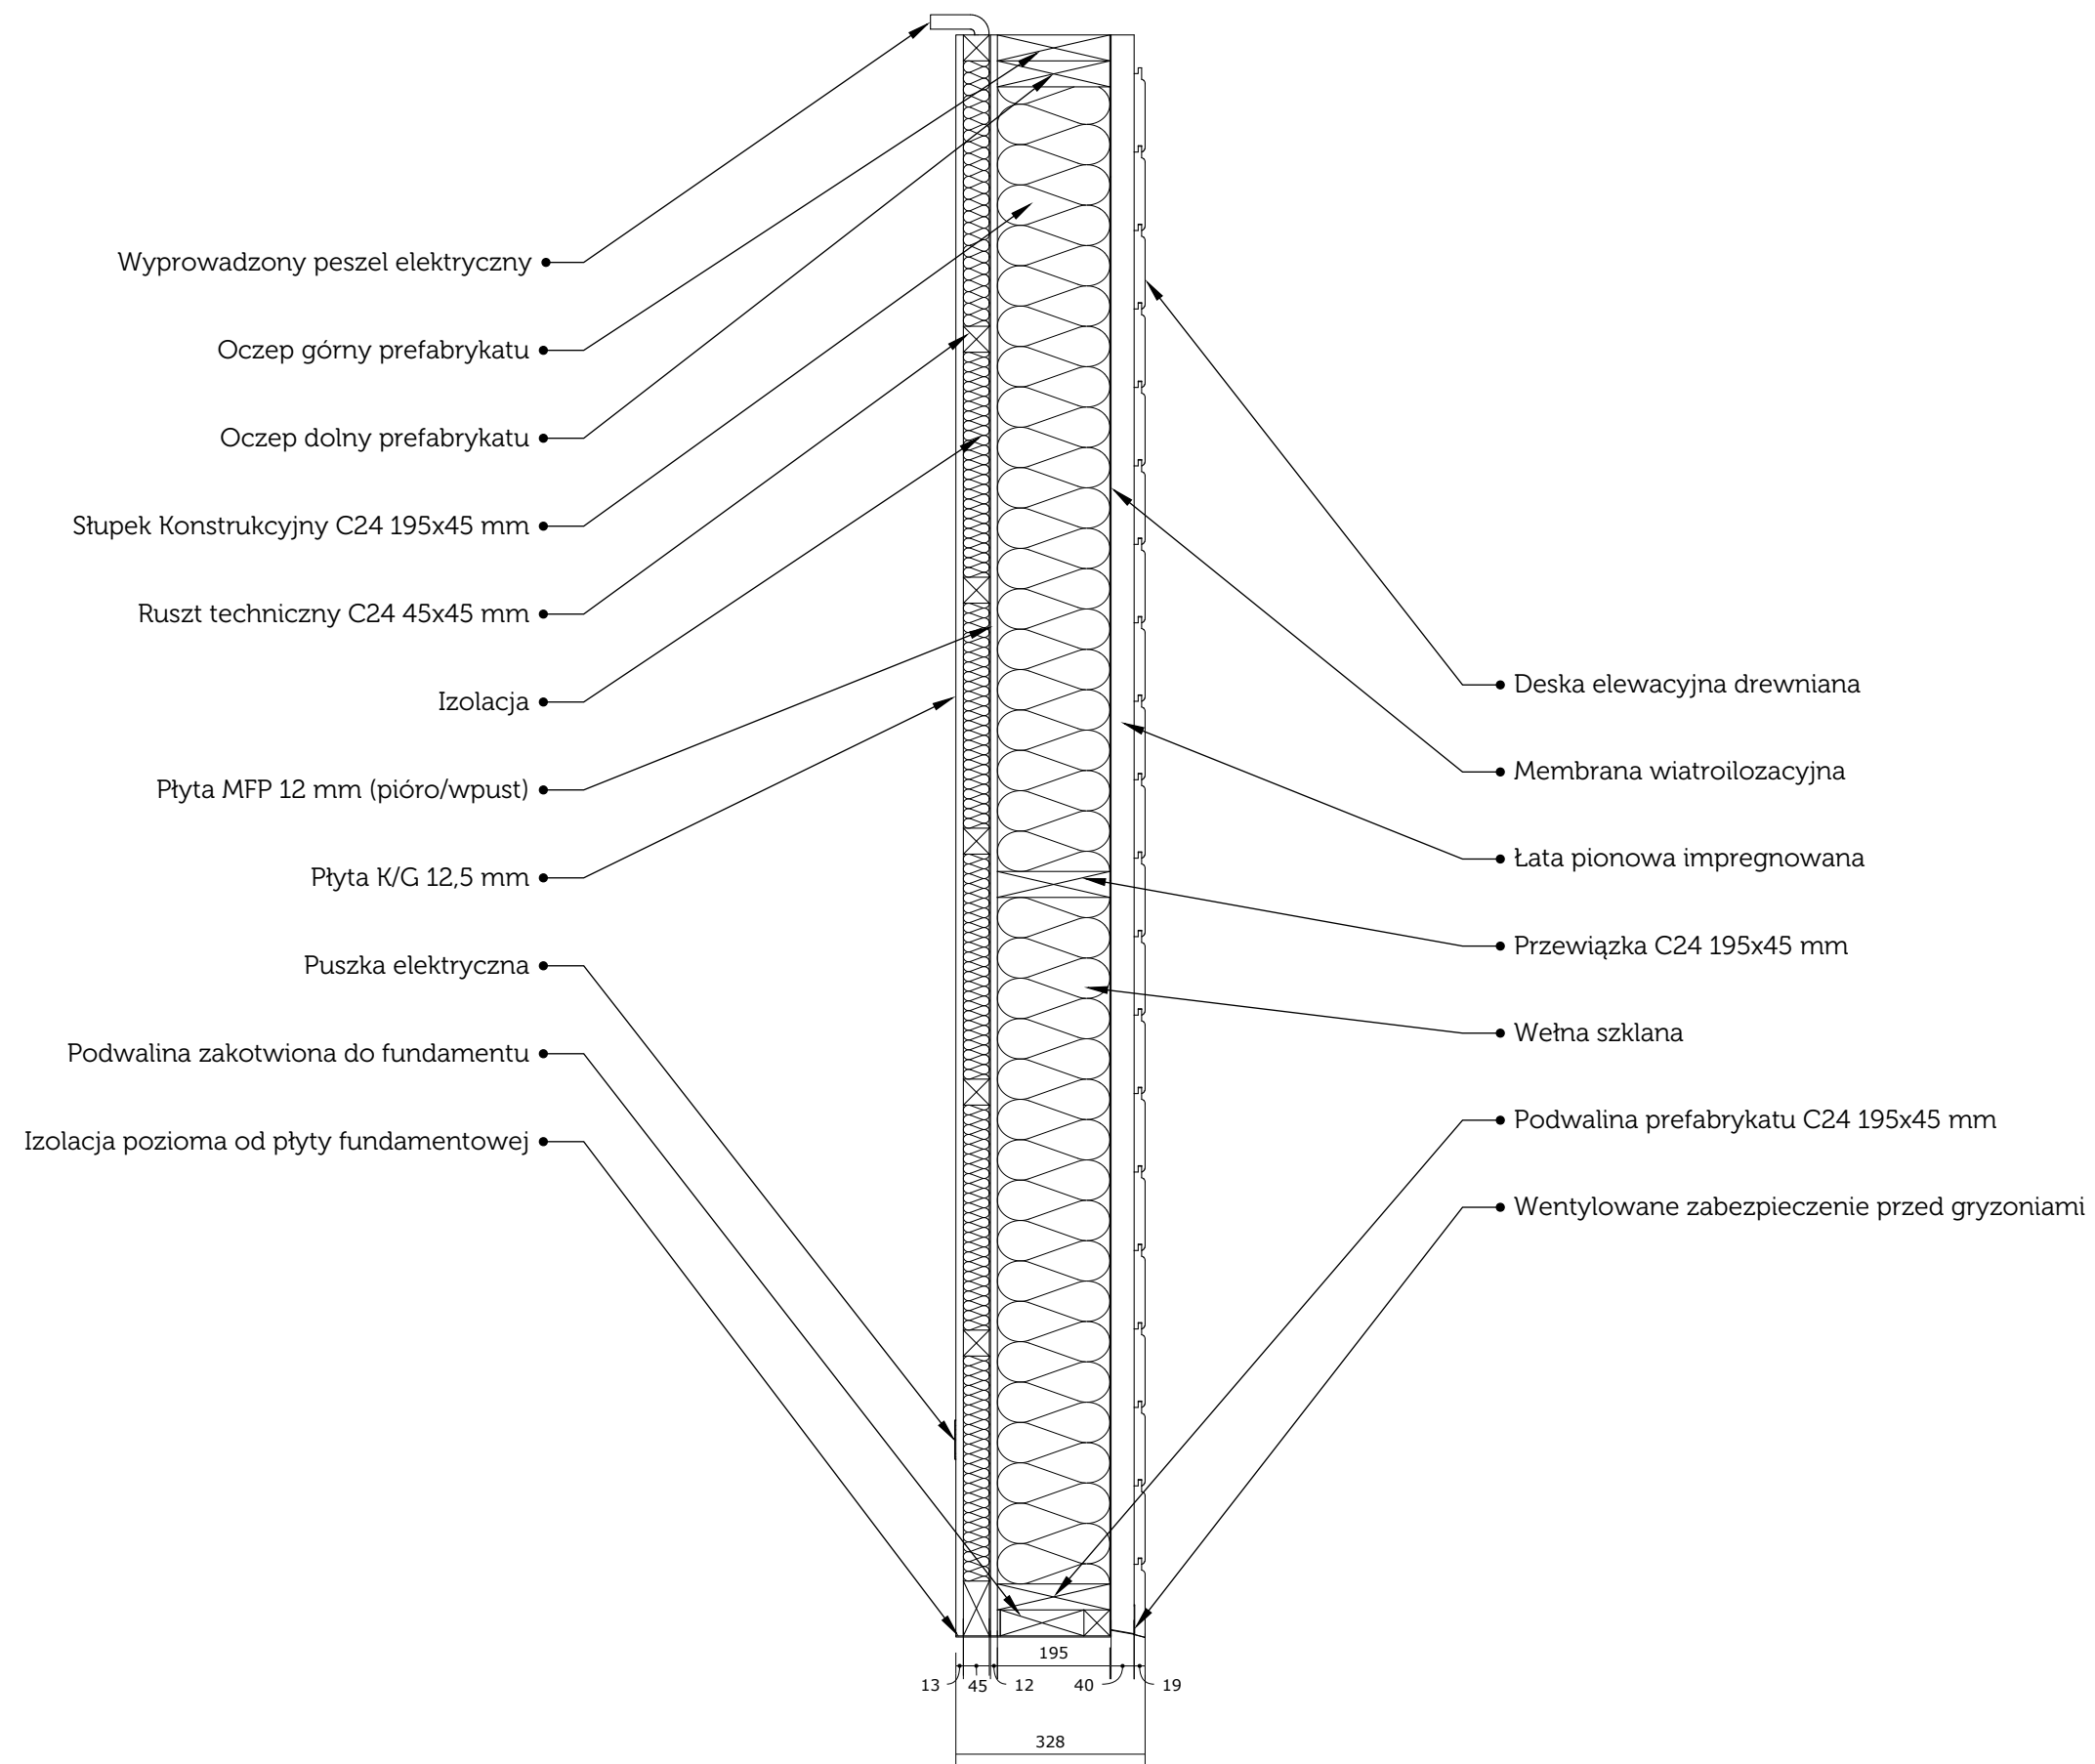 Wyprowadzony peszel elektryczny
Oczep górny prefabrykatu
Oczep dolny prefabrykatu
Słupek Konstrukcyjny C24 195x45 mm
Ruszt techniczny C24 45x45 mm
Izolacja
Płyta MFP 12 mm (pióro/wpust)
Płyta K/G 12,5 mm
Puszka elektryczna
Podwalina zakotwiona do fundamentu
Izolacja pozioma od płyty fundamentowej
Deska elewacyjna drewniana
Membrana wiatroilozacyjna
Łata pionowa impregnowana
Przewiązka C24 195x45 mm
Wełna szklana
Podwalina prefabrykatu C24 195x45 mm
Wentylowane zabezpieczenie przed gryzoniami
195
13 45 12 40 19
328